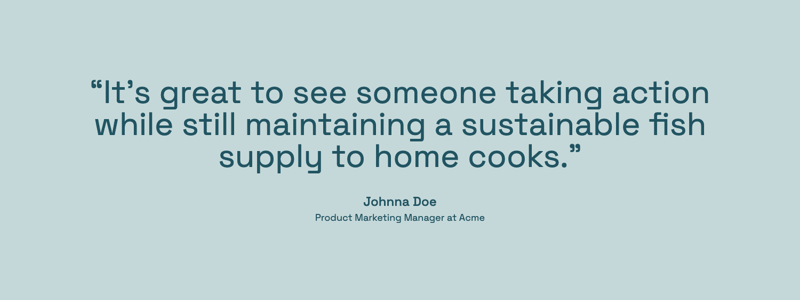 “It’s great to see someone taking action
while still maintaining a sustainable fish
supply to home cooks.”
Johnna Doe
Product Marketing Manager at Acme